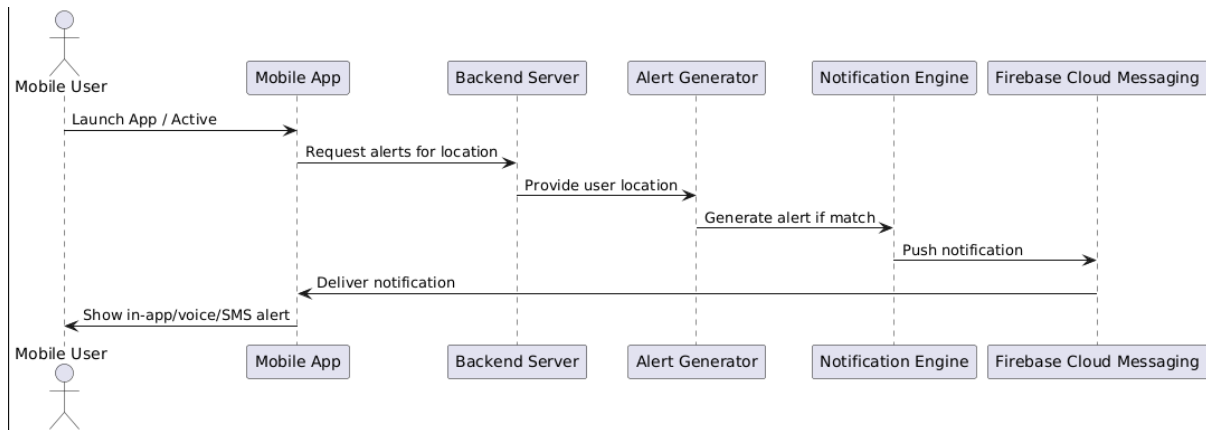 Mobile User
Mobile App
Backend Server
Alert Generator
Notification Engine
Firebase Cloud Messaging
Launch App / Active
Request alerts for location
Provide user location
Generate alert if match
Push notification
Deliver notification
Show in-app/voice/SMS alert
Mobile User
Mobile App
Backend Server
Alert Generator
Notification Engine
Firebase Cloud Messaging